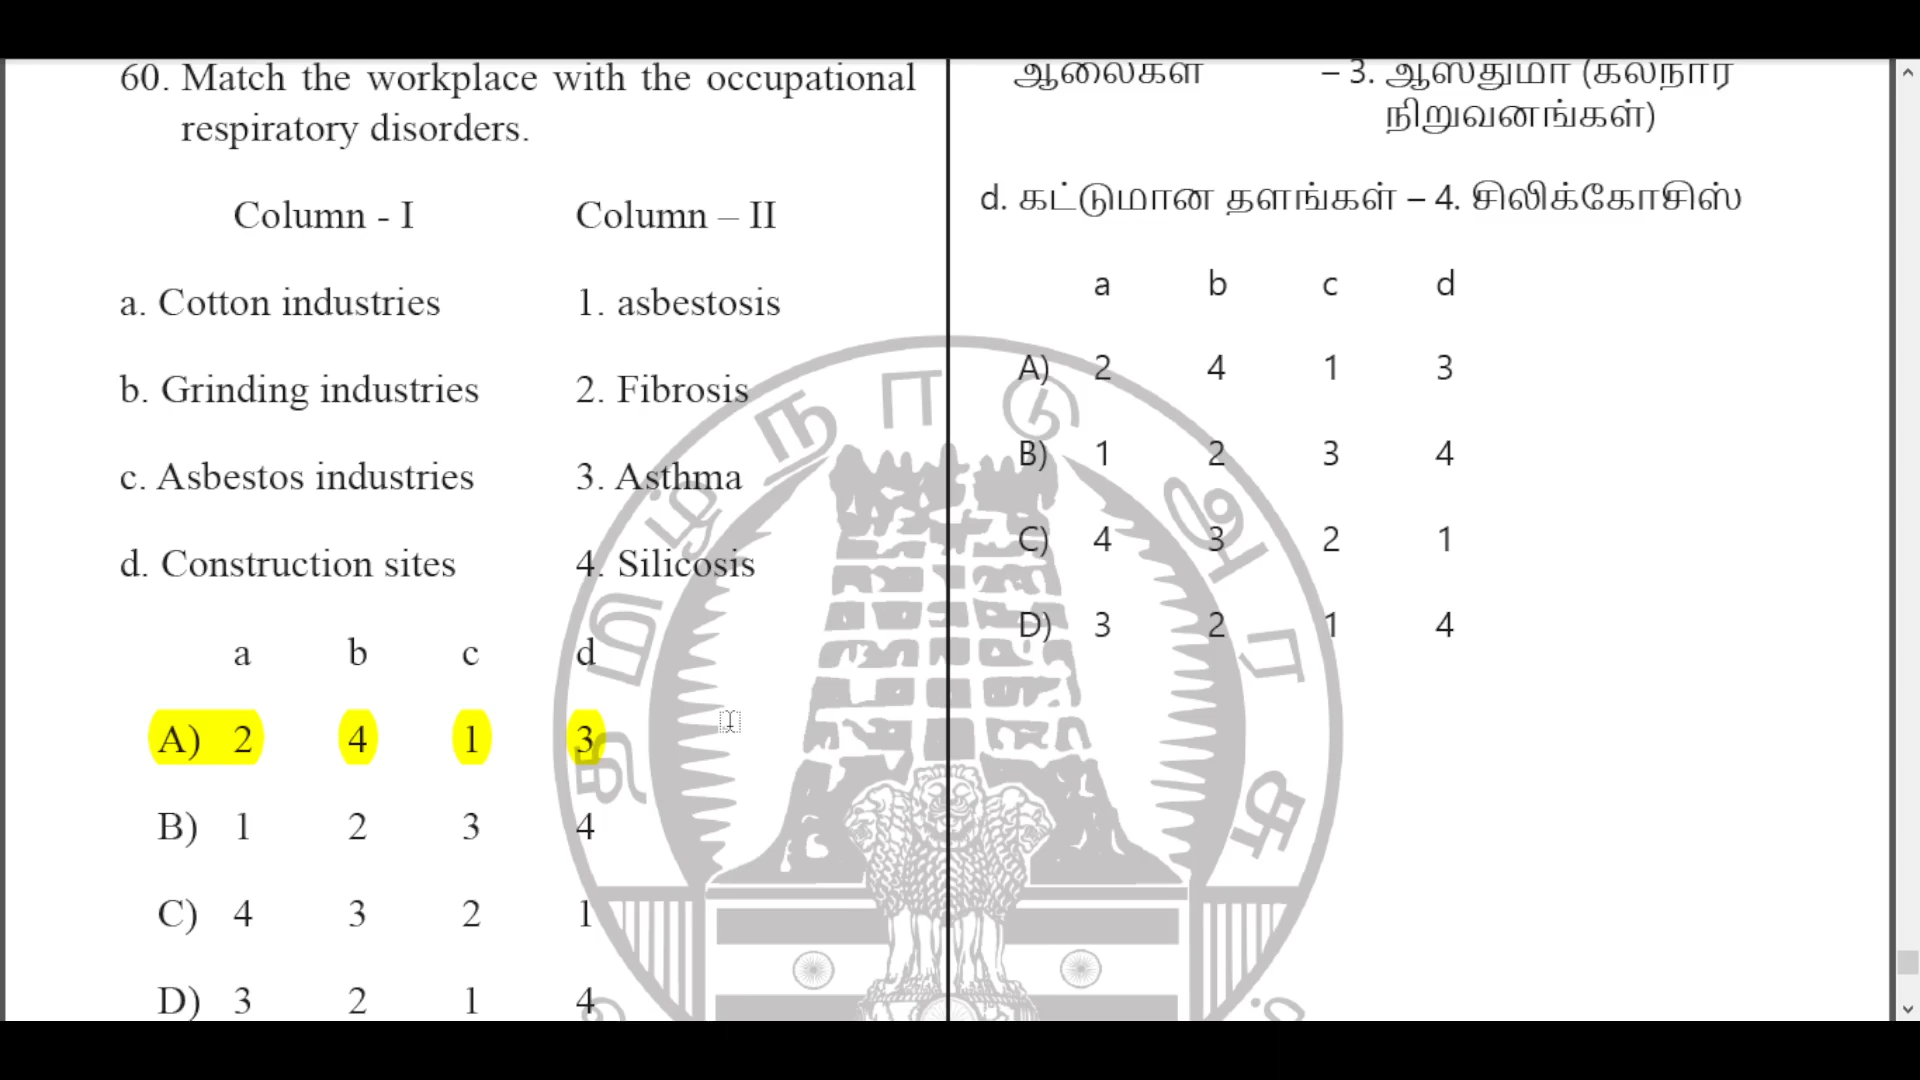 60. Match the workplace with the occupational
respiratory disorders.
Column - I Column – II
a. Cotton industries 1. asbestosis
b. Grinding industries 2. Fibrosis
c. Asbestos industries 3. Asthma
d. Construction sites 4. Silicosis
a b c d
A) 2 4 1 3
B) 1 2 3 4
C) 4 3 2 1
D) 3 2 1 4
ஆலைகள் – 3. ஆஸ்துமா (கல்நார்
நிறுவனங்கள்)
d. கட்டுமான தளங்கள் – 4. சிலிக்கோசிஸ்
a b c d
A) 2 4 1 3
B) 1 2 3 4
C) 4 3 2 1
D) 3 2 1 4
தமிழ்நாடு அரசு